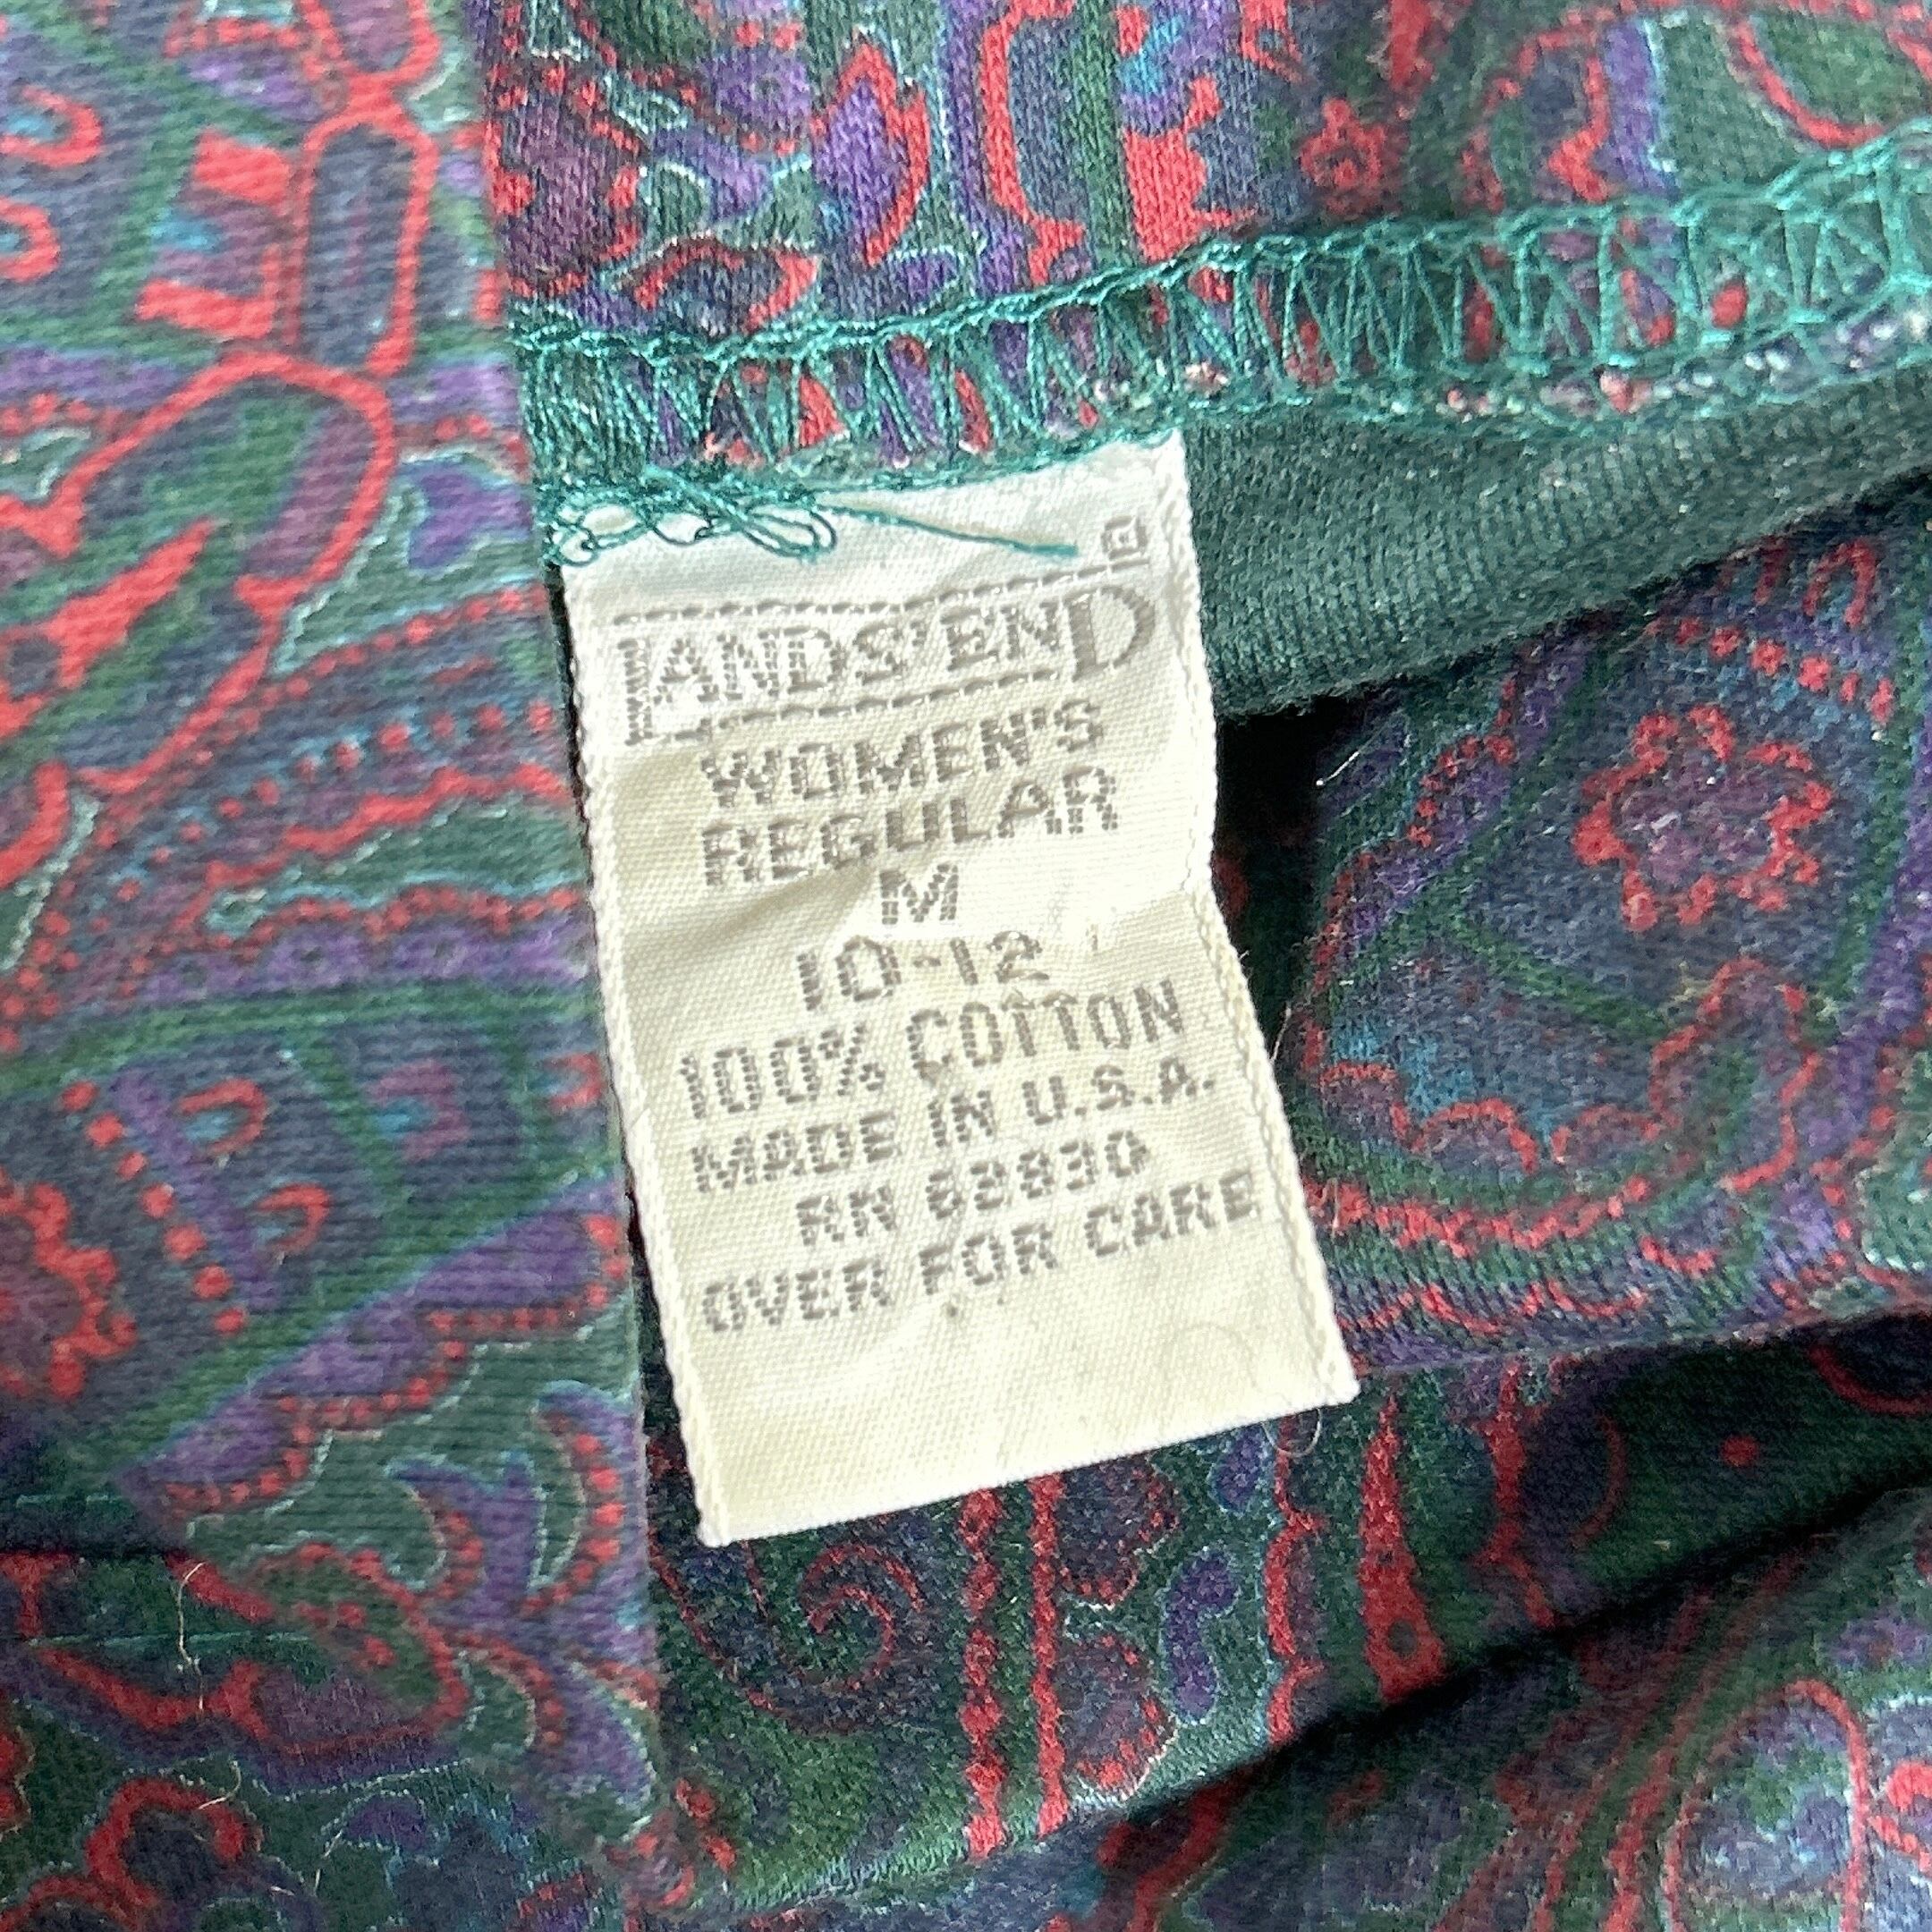 LANDS' END
WOMEN'S
REGULAR
M
10-12
100% COTTON
MADE IN U.S.A.
RN 62830
OVER FOR CARE